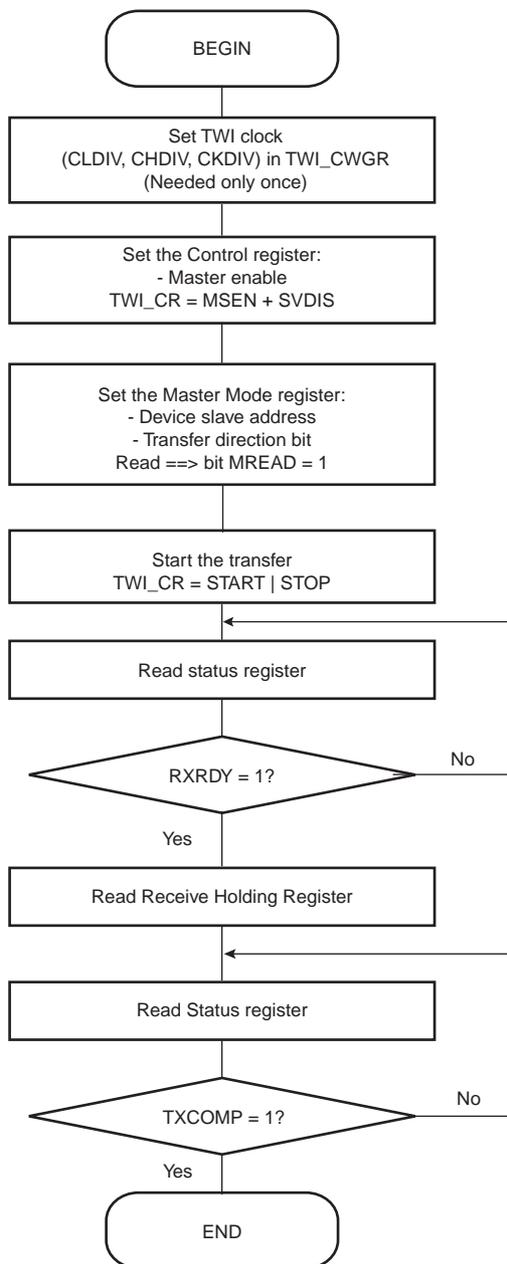 BEGIN
Set TWI clock
(CLDIV, CHDIV, CKDIV) in TWI_CWGR
(Needed only once)
Set the Control register:
- Master enable
TWI_CR = MSEN + SVDIS
Set the Master Mode register:
- Device slave address
- Transfer direction bit
Read ==> bit MREAD = 1
Start the transfer
TWI_CR = START | STOP
Read status register
RXRDY = 1?
No
Yes
Read Receive Holding Register
Read Status register
TXCOMP = 1?
No
Yes
END